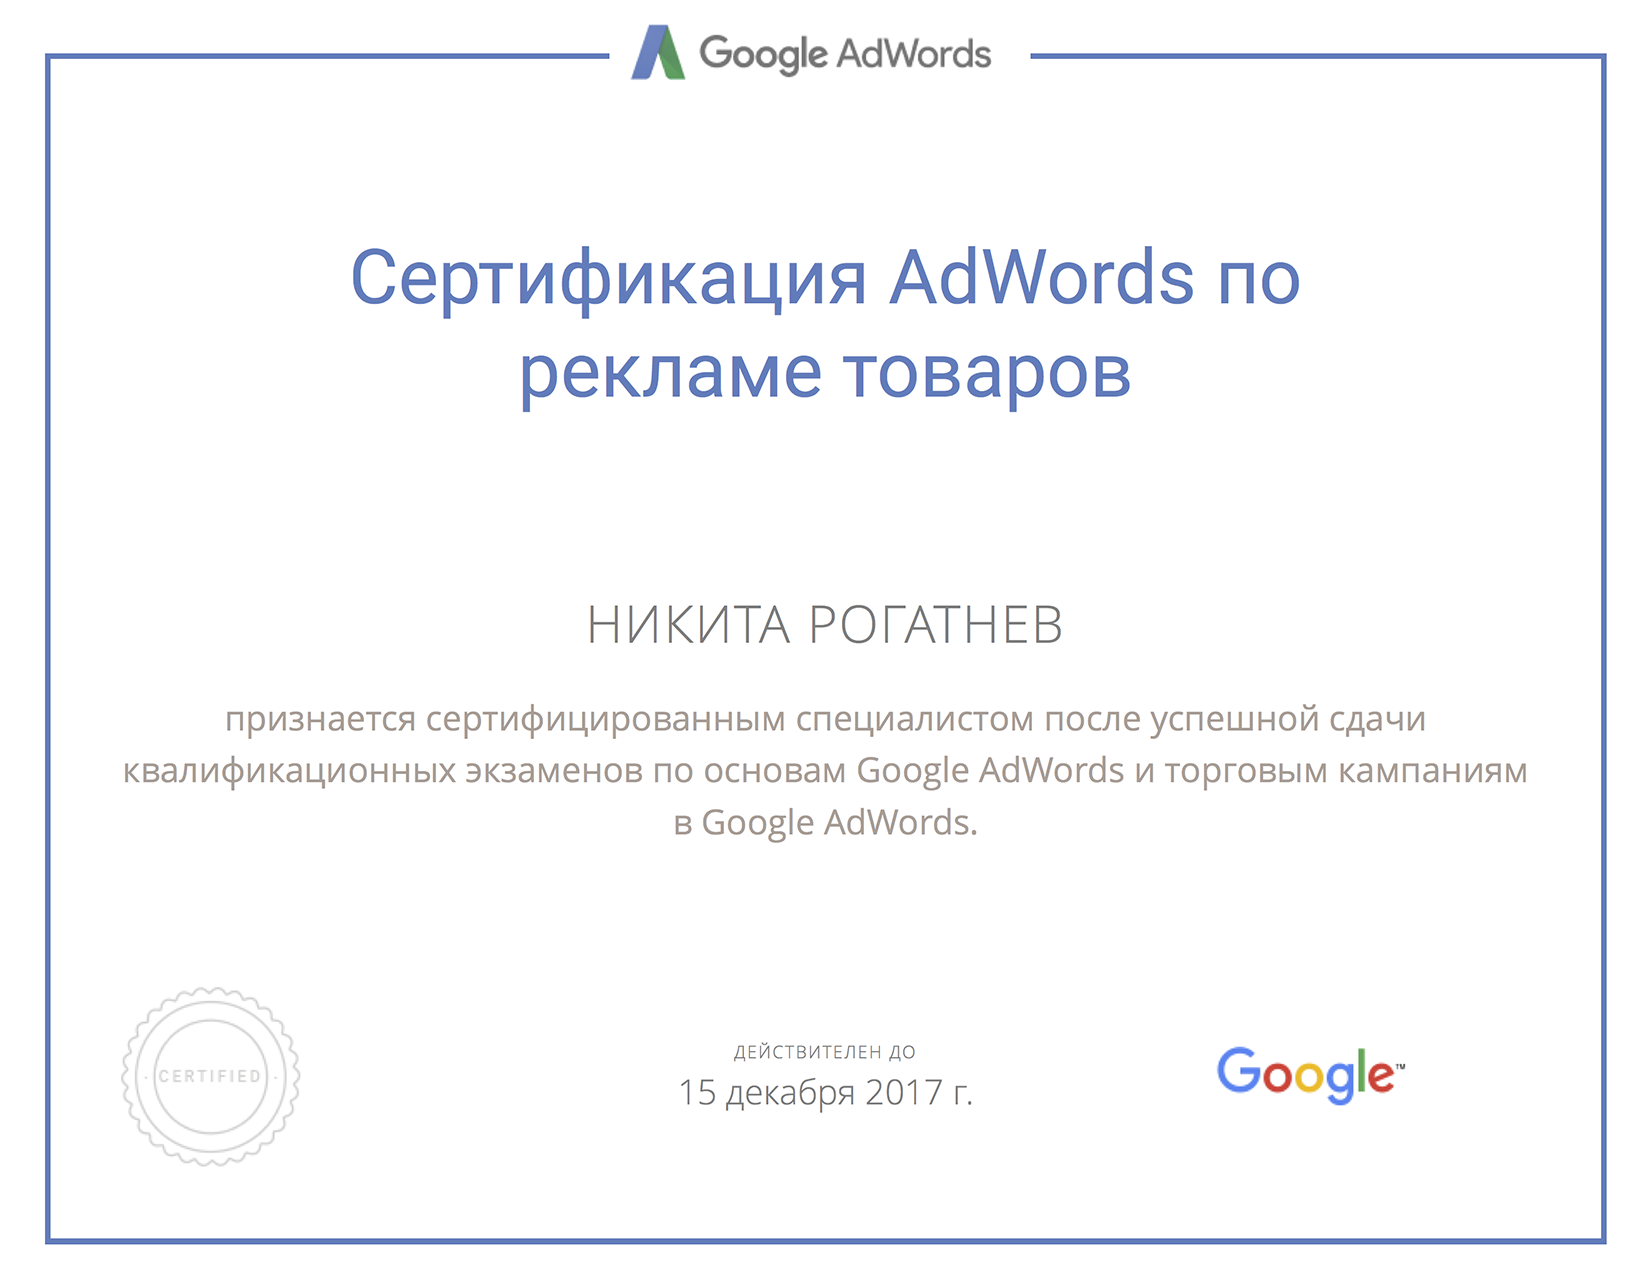 Google AdWords
Сертификация AdWords по
рекламе товаров
НИКИТА РОГАТНЕВ
признается сертифицированным специалистом после успешной сдачи
квалификационных экзаменов по основам Google AdWords и торговым кампаниям
в Google AdWords.
· CERTIFIED ·
ДЕЙСТВИТЕЛЕН ДО
15 декабря 2017 г.
Google™